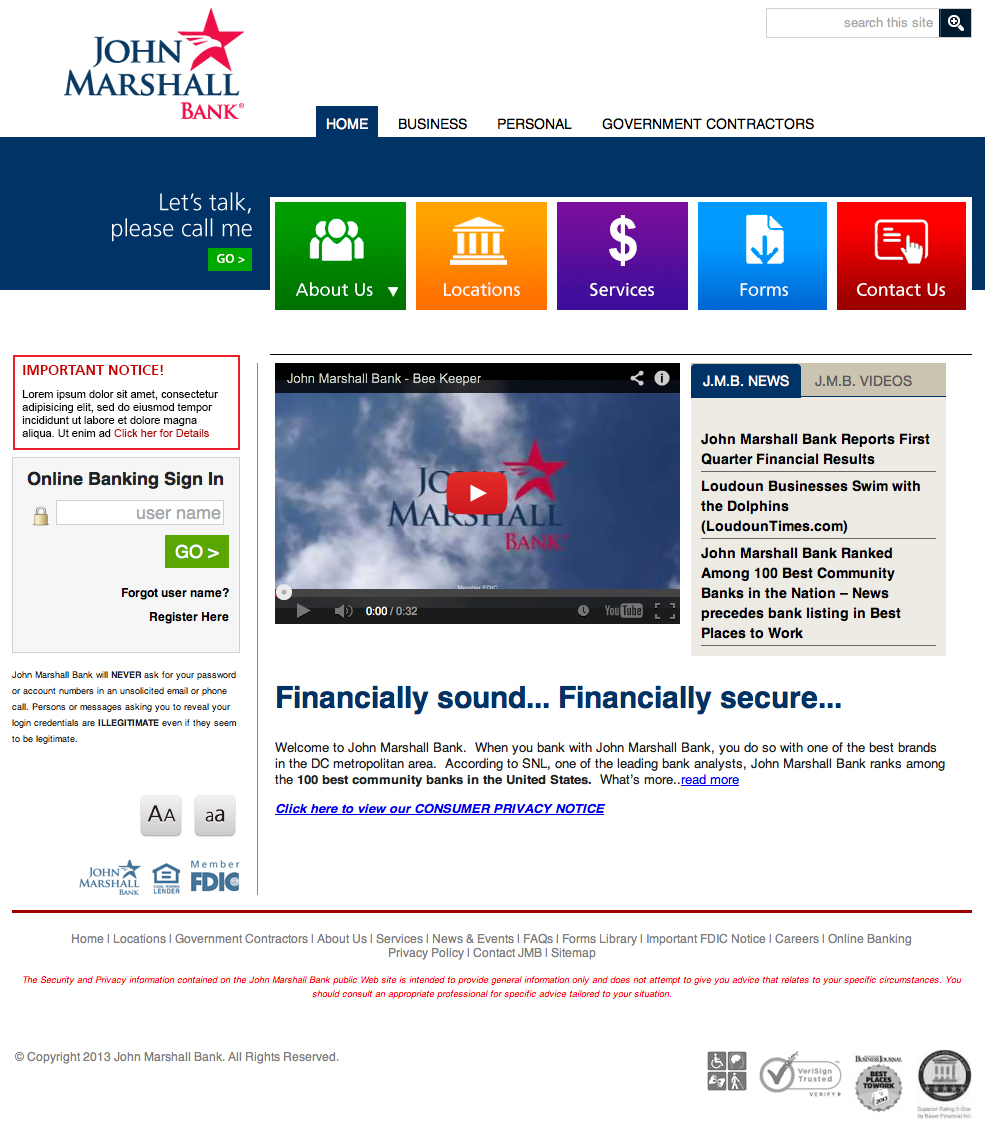 JOHN
MARSHALL
BANK®
search this site
HOME BUSINESS PERSONAL GOVERNMENT CONTRACTORS
Let's talk,
please call me
GO >
About Us ▼
Locations
Services
Forms
Contact Us
IMPORTANT NOTICE!
Lorem ipsum dolor sit amet, consectetur
adipisicing elit, sed do eiusmod tempor
incididunt ut labore et dolore magna
aliqua. Ut enim ad Click her for Details
Online Banking Sign In
user name
GO >
Forgot user name?
Register Here
John Marshall Bank will NEVER ask for your password
or account numbers in an unsolicited email or phone
call. Persons or messages asking you to reveal your
login credentials are ILLEGITIMATE even if they seem
to be legitimate.
AA aa
JOHN
MARSHALL
BANK
EQUAL HOUSING
LENDER
Member
FDIC
John Marshall Bank - Bee Keeper
JOHN
MARSHALL
BANK
Member FDIC
0:00 / 0:32
YouTube
J.M.B. NEWS J.M.B. VIDEOS
John Marshall Bank Reports First
Quarter Financial Results
Loudoun Businesses Swim with
the Dolphins
(LoudounTimes.com)
John Marshall Bank Ranked
Among 100 Best Community
Banks in the Nation – News
precedes bank listing in Best
Places to Work
Financially sound... Financially secure...
Welcome to John Marshall Bank. When you bank with John Marshall Bank, you do so with one of the best brands
in the DC metropolitan area. According to SNL, one of the leading bank analysts, John Marshall Bank ranks among
the 100 best community banks in the United States. What's more..read more
Click here to view our CONSUMER PRIVACY NOTICE
Home | Locations | Government Contractors | About Us | Services | News & Events | FAQs | Forms Library | Important FDIC Notice | Careers | Online Banking
Privacy Policy | Contact JMB | Sitemap
The Security and Privacy information contained on the John Marshall Bank public Web site is intended to provide general information only and does not attempt to give you advice that relates to your specific circumstances. You
should consult an appropriate professional for specific advice tailored to your situation.
© Copyright 2013 John Marshall Bank. All Rights Reserved.
VeriSign
Trusted
VERIFY
BUSINESS JOURNAL
BEST
PLACES
TO WORK
2013
Superior Rating 5-Star
by Bauer Financial Inc.